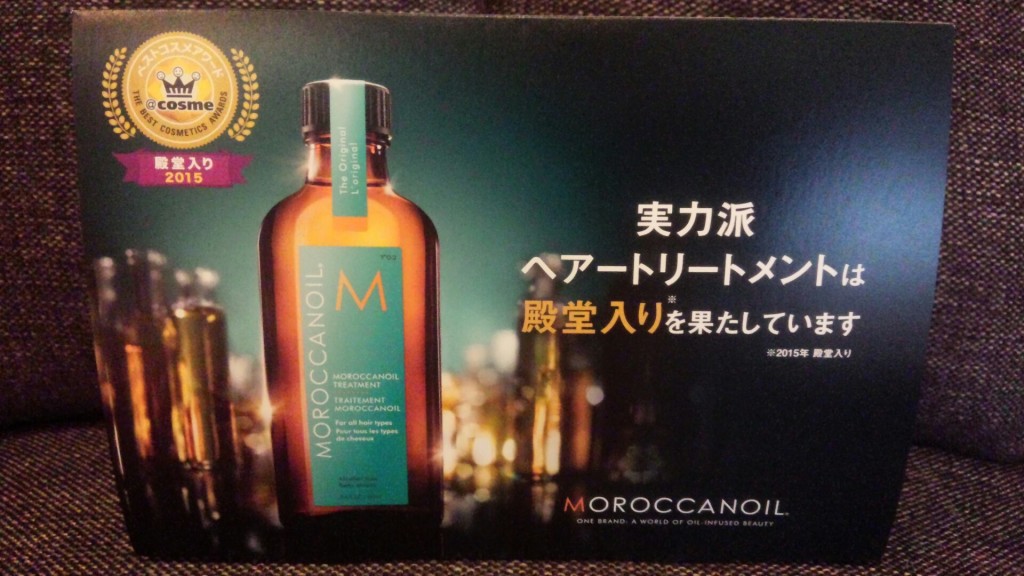 ベストコスメアワード
@cosme
THE BEST COSMETICS AWARDS
殿堂入り
2015
The Original
L'original
MOROCCANOIL®
M
MOROCCANOIL
TREATMENT
TRAITEMENT
MOROCCANOIL
For all hair types
Pour tous les types
de cheveux
実力派
ヘアートリートメントは
殿堂入り※を果たしています
※2015年 殿堂入り
MOROCCANOIL
ONE BRAND: A WORLD OF OIL-INFUSED BEAUTY